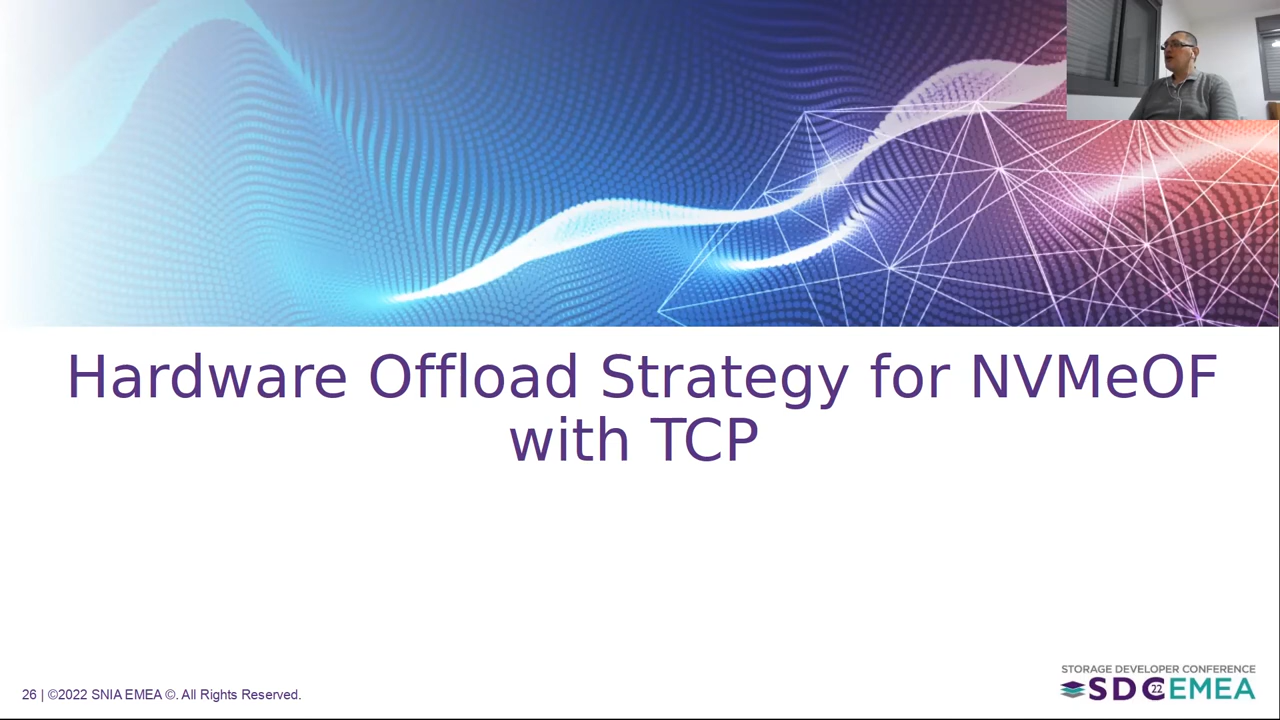 Hardware Offload Strategy for NVMeOF
with TCP
26 | ©2022 SNIA EMEA ©. All Rights Reserved.
STORAGE DEVELOPER CONFERENCE
SDC 22 EMEA